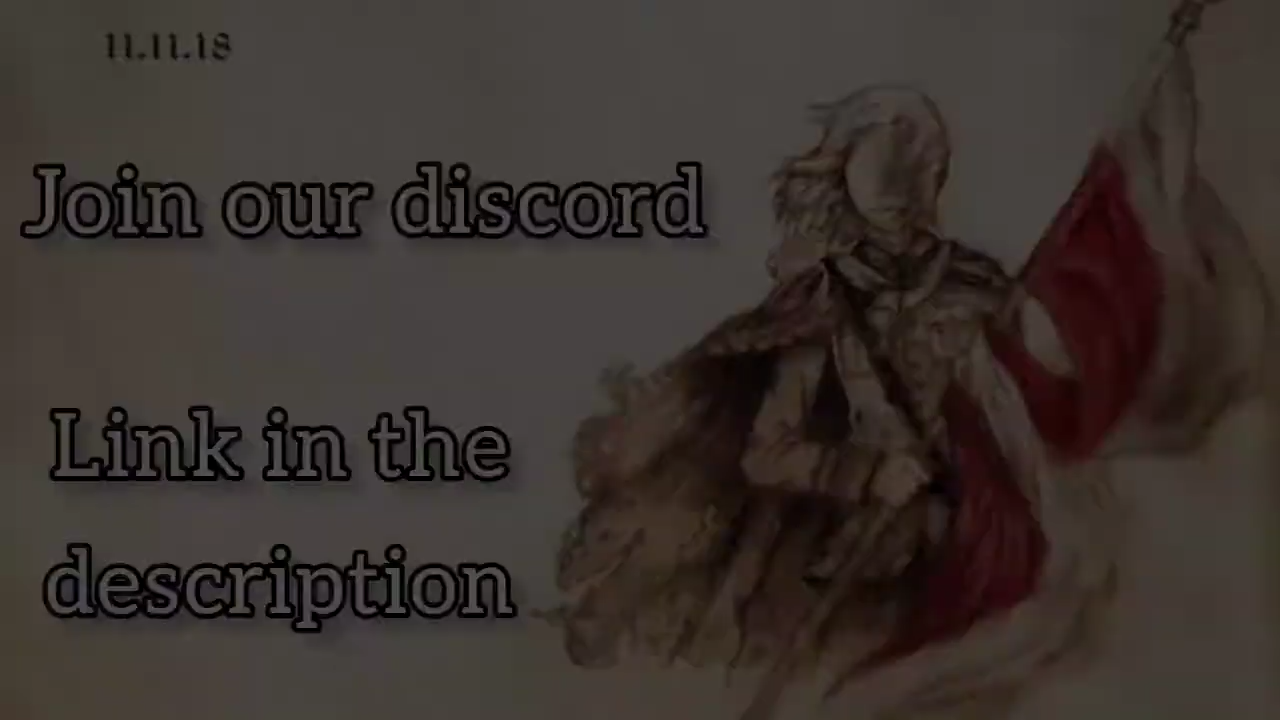 11.11.18
Join our discord
Link in the
description